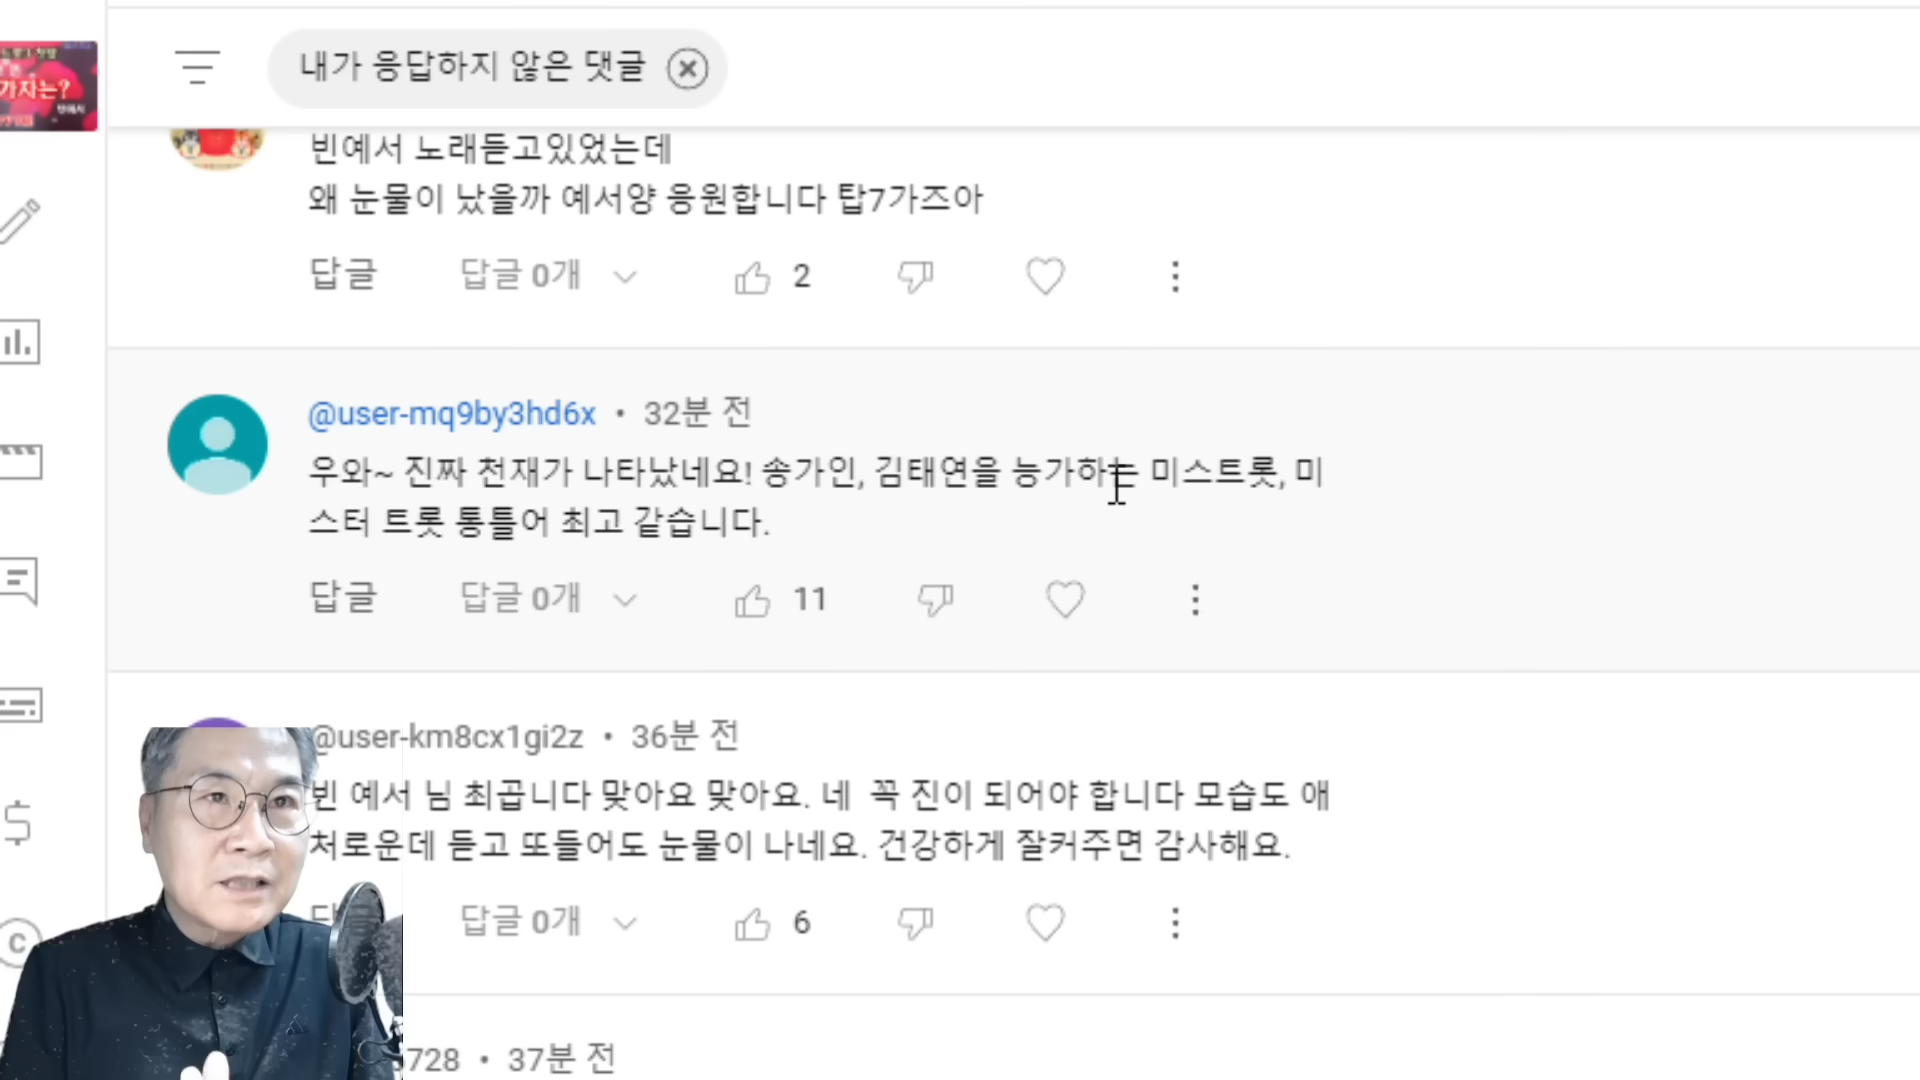 가자는?
내가 응답하지 않은 댓글
빈예서 노래듣고있었는데
왜 눈물이 났을까 예서양 응원합니다 탑7가즈아
답글 답글 0개 2
@user-mq9by3hd6x • 32분 전
우와~ 진짜 천재가 나타났네요! 송가인, 김태연을 능가하는 미스트롯, 미
스터 트롯 통틀어 최고 같습니다.
답글 답글 0개 11
@user-km8cx1gi2z • 36분 전
빈 예서 님 최곱니다 맞아요 맞아요. 네 꼭 진이 되어야 합니다 모습도 애
처로운데 듣고 또들어도 눈물이 나네요. 건강하게 잘커주면 감사해요.
답글 0개 6
728 • 37분 전